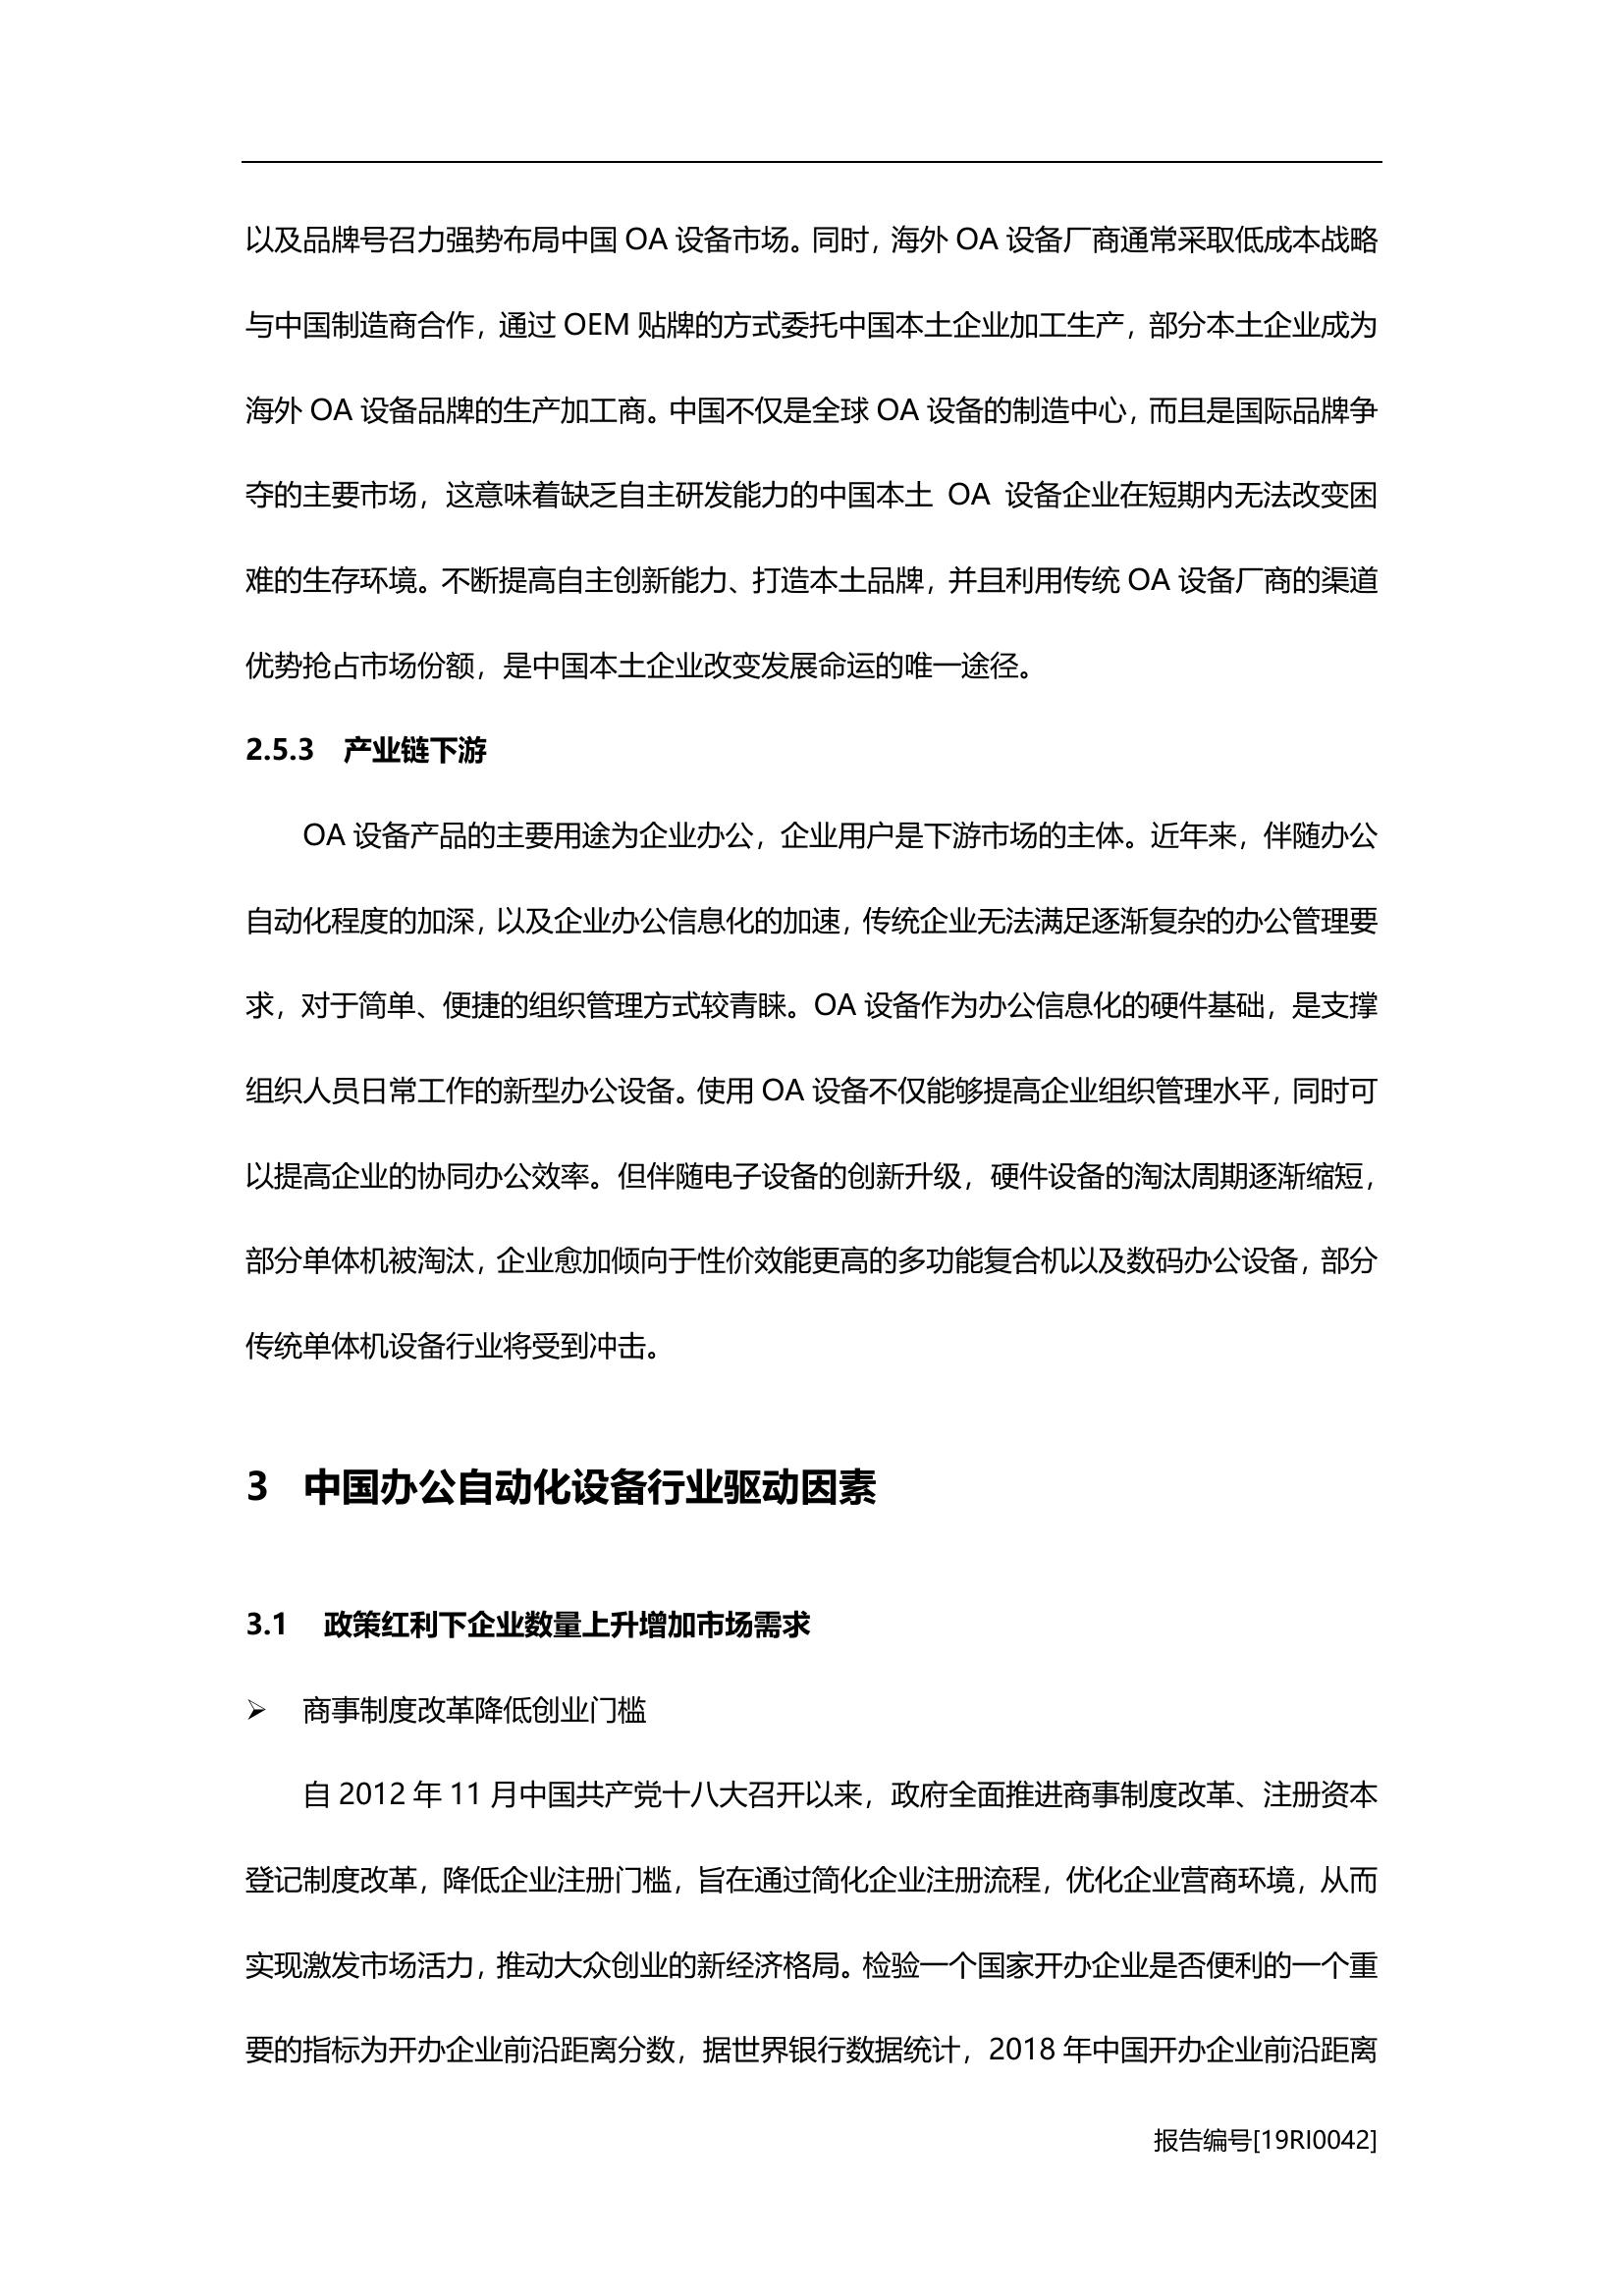 以及品牌号召力强势布局中国 OA 设备市场。同时，海外 OA 设备厂商通常采取低成本战略
与中国制造商合作，通过 OEM 贴牌的方式委托中国本土企业加工生产，部分本土企业成为
海外 OA 设备品牌的生产加工商。中国不仅是全球 OA 设备的制造中心，而且是国际品牌争
夺的主要市场，这意味着缺乏自主研发能力的中国本土 OA 设备企业在短期内无法改变困
难的生存环境。不断提高自主创新能力、打造本土品牌，并且利用传统 OA 设备厂商的渠道
优势抢占市场份额，是中国本土企业改变发展命运的唯一途径。
2.5.3 产业链下游
OA 设备产品的主要用途为企业办公，企业用户是下游市场的主体。近年来，伴随办公
自动化程度的加深，以及企业办公信息化的加速，传统企业无法满足逐渐复杂的办公管理要
求，对于简单、便捷的组织管理方式较青睐。OA 设备作为办公信息化的硬件基础，是支撑
组织人员日常工作的新型办公设备。使用 OA 设备不仅能够提高企业组织管理水平，同时可
以提高企业的协同办公效率。但伴随电子设备的创新升级，硬件设备的淘汰周期逐渐缩短，
部分单体机被淘汰，企业愈加倾向于性价效能更高的多功能复合机以及数码办公设备，部分
传统单体机设备行业将受到冲击。
3 中国办公自动化设备行业驱动因素
3.1 政策红利下企业数量上升增加市场需求
➢ 商事制度改革降低创业门槛
自 2012 年 11 月中国共产党十八大召开以来，政府全面推进商事制度改革、注册资本
登记制度改革，降低企业注册门槛，旨在通过简化企业注册流程，优化企业营商环境，从而
实现激发市场活力，推动大众创业的新经济格局。检验一个国家开办企业是否便利的一个重
要的指标为开办企业前沿距离分数，据世界银行数据统计，2018 年中国开办企业前沿距离
报告编号[19RI0042]